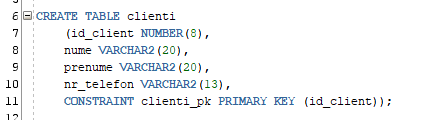 6 CREATE TABLE clienti
7 (id_client NUMBER(8),
8 nume VARCHAR2(20),
9 prenume VARCHAR2(20),
10 nr_telefon VARCHAR2(13),
11 CONSTRAINT clienti_pk PRIMARY KEY (id_client));